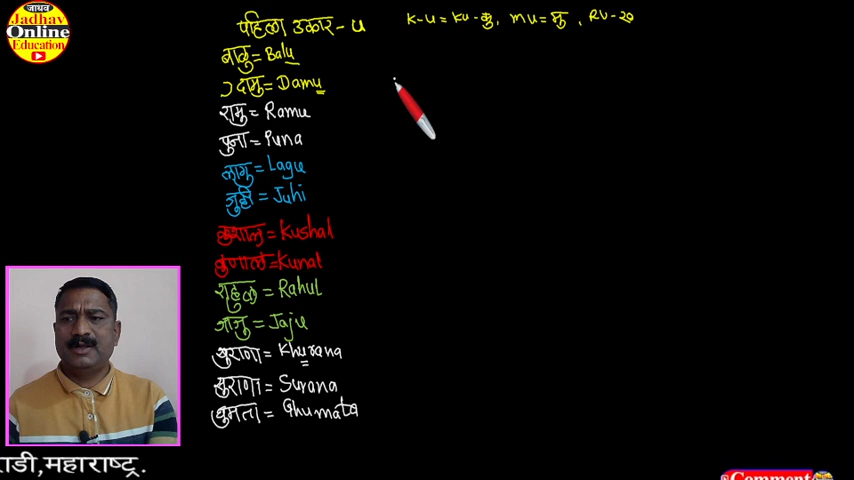 जाधव
Jadhav
Online
Education
पहिला उकार - u
K-U = KU - कु, mu = मु, RU - रु
बाळु = Balu
दामु = Damu
रामु = Ramu
पुना = Puna
लागु = Lagu
जुही = Juhi
कुशाल = Kushal
कुणाल = Kunal
राहुल = Rahul
जाजु = Jaju
खुराणा = Khurana
सुराणा = Surana
घुमता = Ghumata
राडी,महाराष्ट्र.
Comment